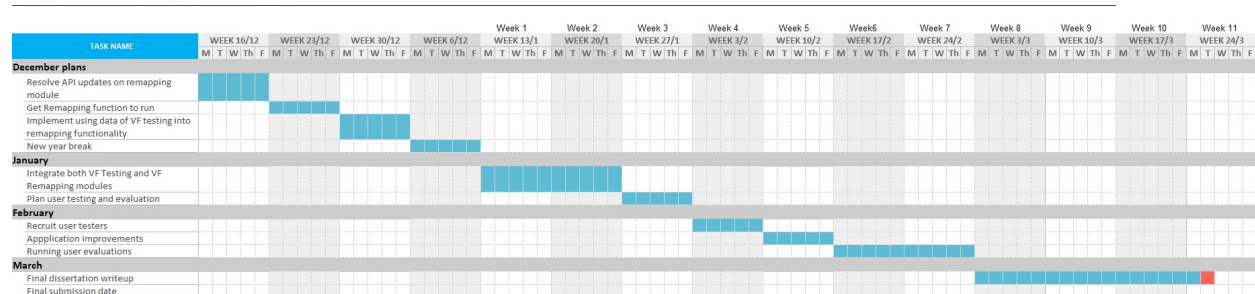 Week 1 Week 2 Week 3 Week 4 Week 5 Week6 Week 7 Week 8 Week 9 Week 10 Week 11
TASK NAME WEEK 16/12 WEEK 23/12 WEEK 30/12 WEEK 6/12 WEEK 13/1 WEEK 20/1 WEEK 27/1 WEEK 3/2 WEEK 10/2 WEEK 17/2 WEEK 24/2 WEEK 3/3 WEEK 10/3 WEEK 17/3 WEEK 24/3
M T W Th F M T W Th F M T W Th F M T W Th F M T W Th F M T W Th F M T W Th F M T W Th F M T W Th F M T W Th F M T W Th F M T W Th F M T W Th F M T W Th F M T W Th F
December plans
Resolve API updates on remapping
module
Get Remapping function to run
Implement using data of VF testing into
remapping functionality
New year break
January
Integrate both VF Testing and VF
Remapping modules
Plan user testing and evaluation
February
Recruit user testers
Appplication improvements
Running user evaluations
March
Final dissertation writeup
Final submission date